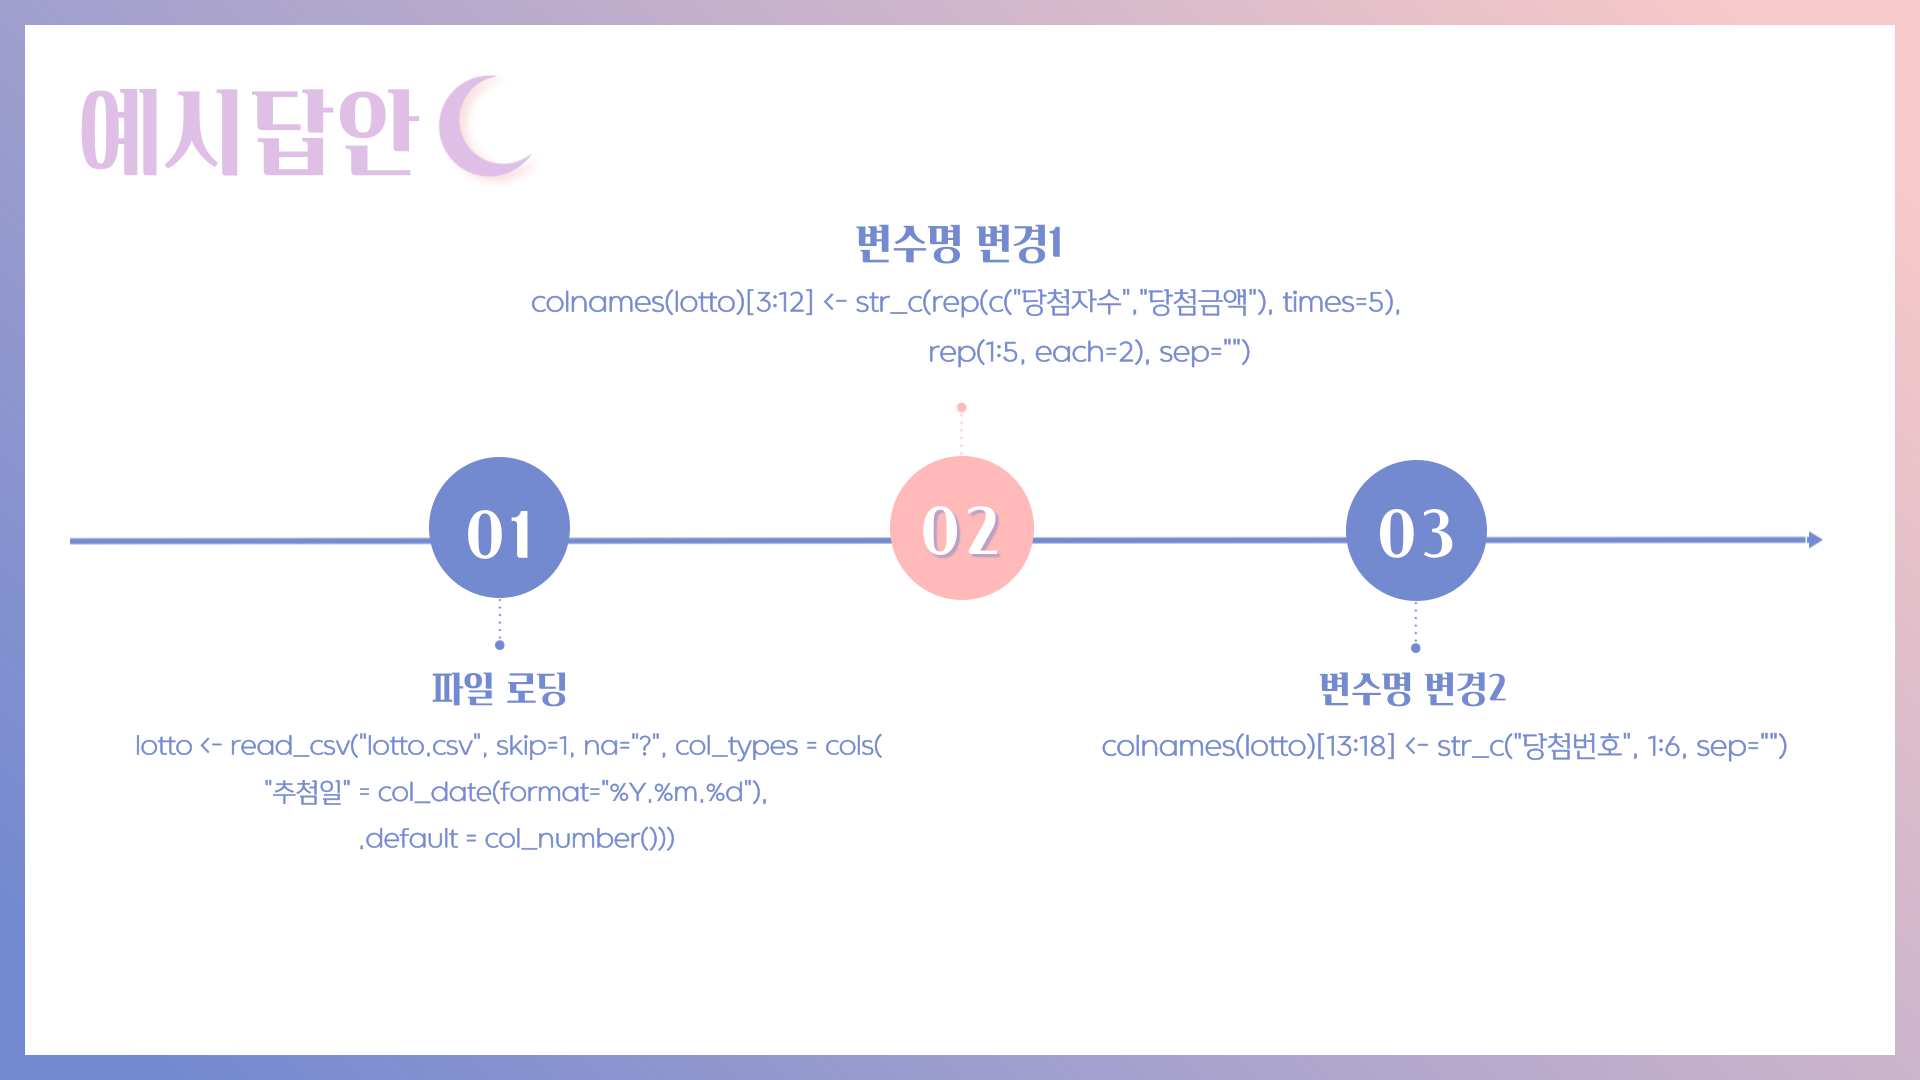 예시답안
변수명 변경1
colnames(lotto)[3:12] <- str_c(rep(c("당첨자수","당첨금액"), times=5),
rep(1:5, each=2), sep="")
01
02
03
파일 로딩
lotto <- read_csv("lotto.csv", skip=1, na="?", col_types = cols(
"추첨일" = col_date(format="%Y.%m.%d"),
,default = col_number()))
변수명 변경2
colnames(lotto)[13:18] <- str_c("당첨번호", 1:6, sep="")